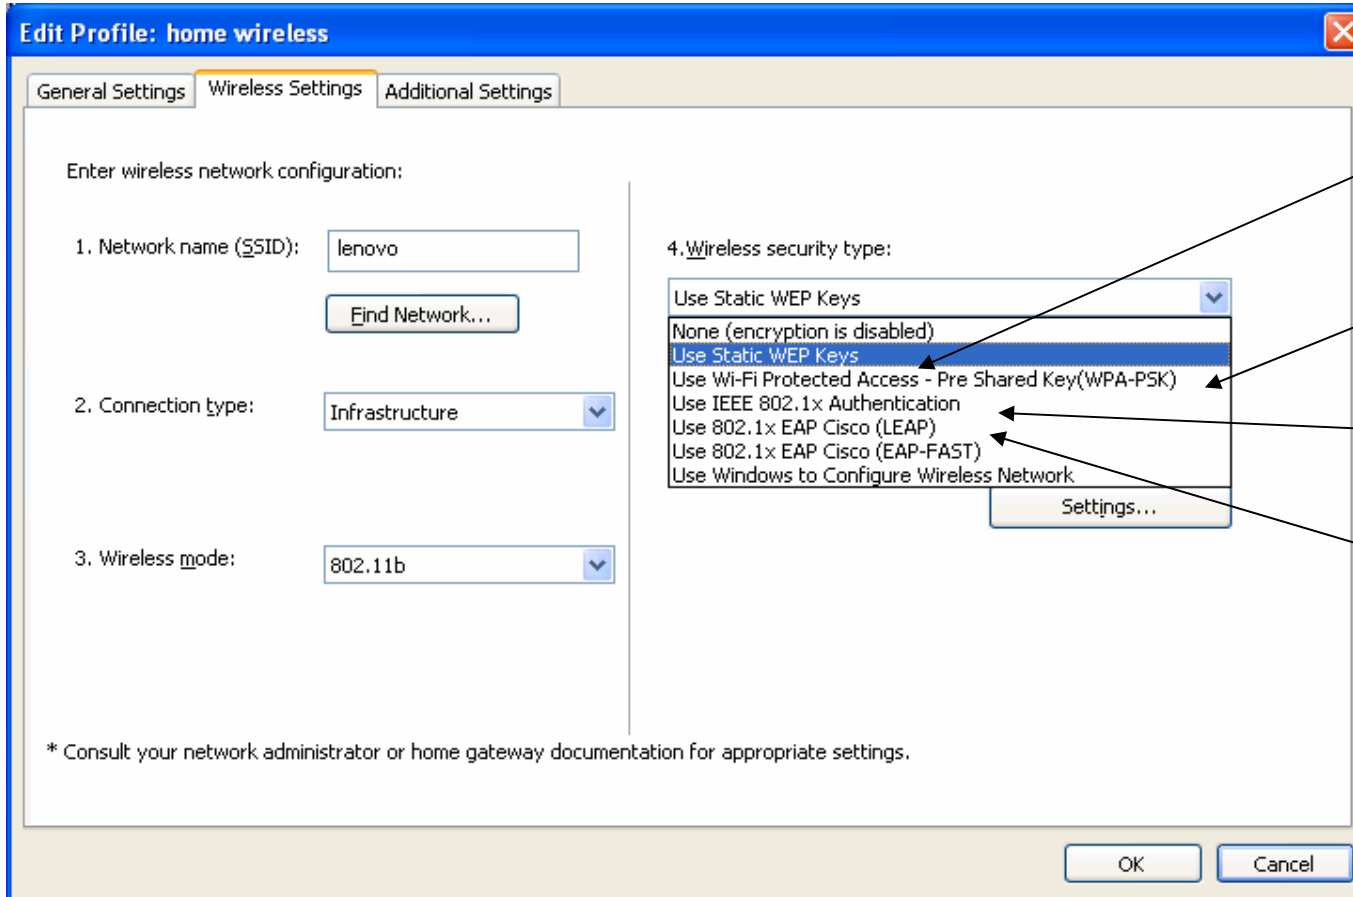 Edit Profile: home wireless
General Settings Wireless Settings Additional Settings
Enter wireless network configuration:
1. Network name (SSID): lenovo
Find Network...
2. Connection type: Infrastructure
3. Wireless mode: 802.11b
4.Wireless security type:
Use Static WEP Keys
None (encryption is disabled)
Use Static WEP Keys
Use Wi-Fi Protected Access - Pre Shared Key(WPA-PSK)
Use IEEE 802.1x Authentication
Use 802.1x EAP Cisco (LEAP)
Use 802.1x EAP Cisco (EAP-FAST)
Use Windows to Configure Wireless Network
Settings...
* Consult your network administrator or home gateway documentation for appropriate settings.
OK Cancel